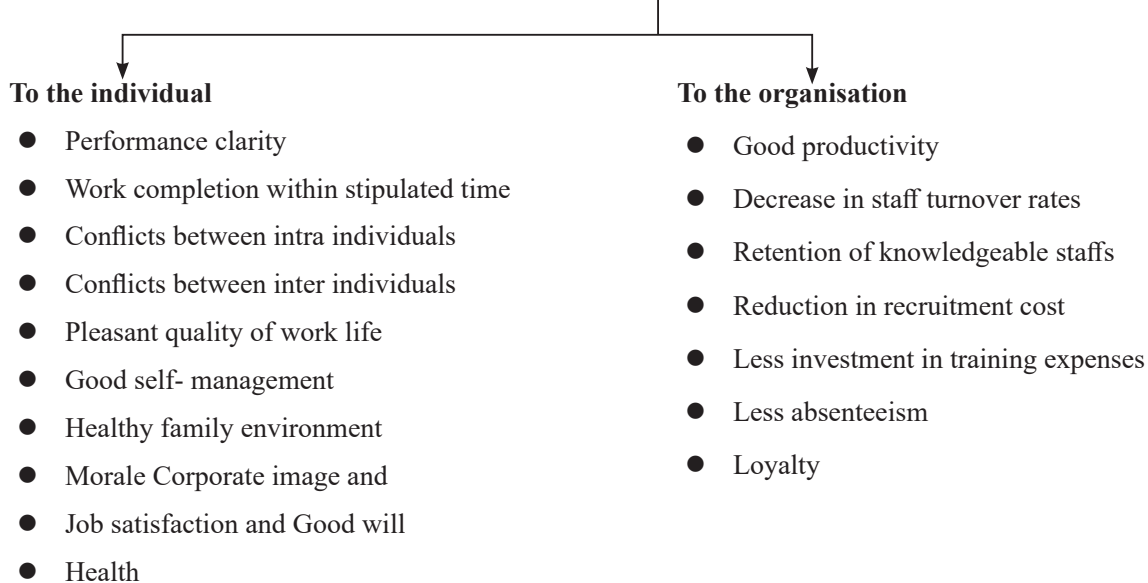 To the individual
● Performance clarity
● Work completion within stipulated time
● Conflicts between intra individuals
● Conflicts between inter individuals
● Pleasant quality of work life
● Good self- management
● Healthy family environment
● Morale Corporate image and
● Job satisfaction and Good will
● Health
To the organisation
● Good productivity
● Decrease in staff turnover rates
● Retention of knowledgeable staffs
● Reduction in recruitment cost
● Less investment in training expenses
● Less absenteeism
● Loyalty